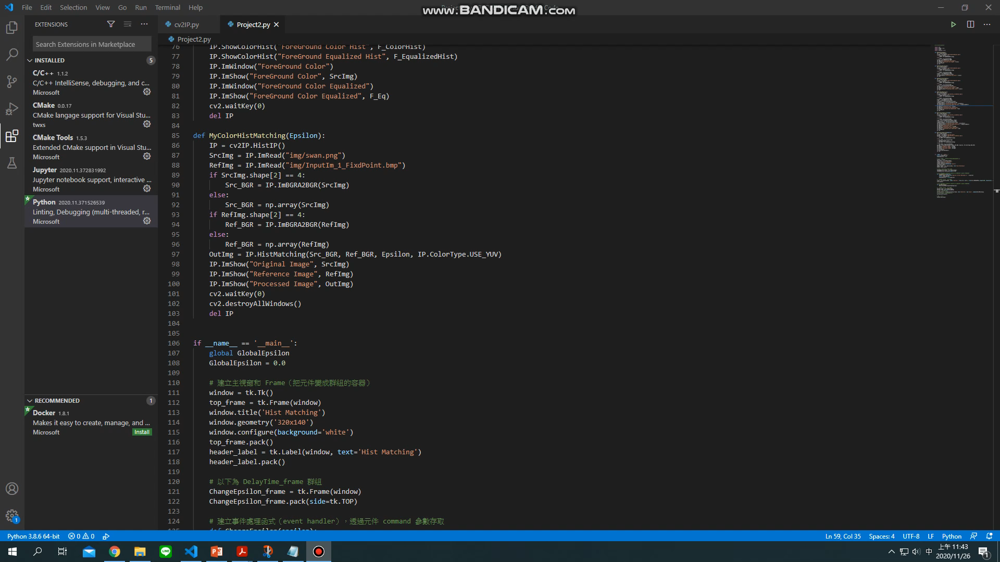 File Edit Selection View Go Run Terminal Help
www.BANDICAM.com
EXTENSIONS
cv2IP.py
Project2.py
Project2.py
Search Extensions in Marketplace
INSTALLED 5
C/C++ 1.1.2
C/C++ IntelliSense, debugging, and c...
Microsoft
CMake 0.0.17
CMake langage support for Visual Stu...
twxs
CMake Tools 1.5.3
Extended CMake support in Visual Stu...
Microsoft
Jupyter 2020.11.372831992
Jupyter notebook support, interactive ...
Microsoft
Python 2020.11.371526539
Linting, Debugging (multi-threaded, r...
Microsoft
RECOMMENDED 1
Docker 1.8.1
Makes it easy to create, manage, and ...
Microsoft Install
76 IP.ShowColorHist("ForeGround Color Hist", F_ColorHist)
77 IP.ShowColorHist("ForeGround Equalized Hist", F_EqualizedHist)
78 IP.ImWindow("ForeGround Color")
79 IP.ImShow("ForeGround Color", SrcImg)
80 IP.ImWindow("ForeGround Color Equalized")
81 IP.ImShow("ForeGround Color Equalized", F_Eq)
82 cv2.waitKey(0)
83 del IP
84
85 def MyColorHistMatching(Epsilon):
86 IP = cv2IP.HistIP()
87 SrcImg = IP.ImRead("img/swan.png")
88 RefImg = IP.ImRead("img/InputIm_1_FixdPoint.bmp")
89 if SrcImg.shape[2] == 4:
90 Src_BGR = IP.ImBGRA2BGR(SrcImg)
91 else:
92 Src_BGR = np.array(SrcImg)
93 if RefImg.shape[2] == 4:
94 Ref_BGR = IP.ImBGRA2BGR(RefImg)
95 else:
96 Ref_BGR = np.array(RefImg)
97 OutImg = IP.HistMatching(Src_BGR, Ref_BGR, Epsilon, IP.ColorType.USE_YUV)
98 IP.ImShow("Original Image", SrcImg)
99 IP.ImShow("Reference Image", RefImg)
100 IP.ImShow("Processed Image", OutImg)
101 cv2.waitKey(0)
102 cv2.destroyAllWindows()
103 del IP
104
105
106 if __name__ == '__main__':
107 global GlobalEpsilon
108 GlobalEpsilon = 0.0
109
110 # 建立主視窗和 Frame（把元件變成群組的容器）
111 window = tk.Tk()
112 top_frame = tk.Frame(window)
113 window.title('Hist Matching')
114 window.geometry('320x140')
115 window.configure(background='white')
116 top_frame.pack()
117 header_label = tk.Label(window, text='Hist Matching')
118 header_label.pack()
119
120 # 以下為 DelayTime_frame 群組
121 ChangeEpsilon_frame = tk.Frame(window)
122 ChangeEpsilon_frame.pack(side=tk.TOP)
123
124 # 建立事件處理函式（event handler），透過元件 command 參數存取
125 def ChangeEpsilon(epsilon):
1
Python 3.8.6 64-bit 0 0 Ln 59, Col 35 Spaces: 4 UTF-8 LF Python
LINE
中
上午 11:43
2020/11/26
1